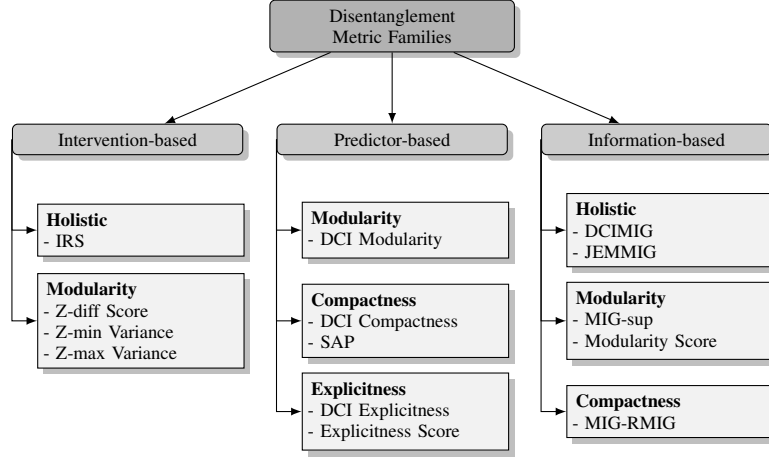 Disentanglement
Metric Families
Intervention-based
Predictor-based
Information-based
Holistic
- IRS
Modularity
- Z-diff Score
- Z-min Variance
- Z-max Variance
Modularity
- DCI Modularity
Compactness
- DCI Compactness
- SAP
Explicitness
- DCI Explicitness
- Explicitness Score
Holistic
- DCIMIG
- JEMMIG
Modularity
- MIG-sup
- Modularity Score
Compactness
- MIG-RMIG